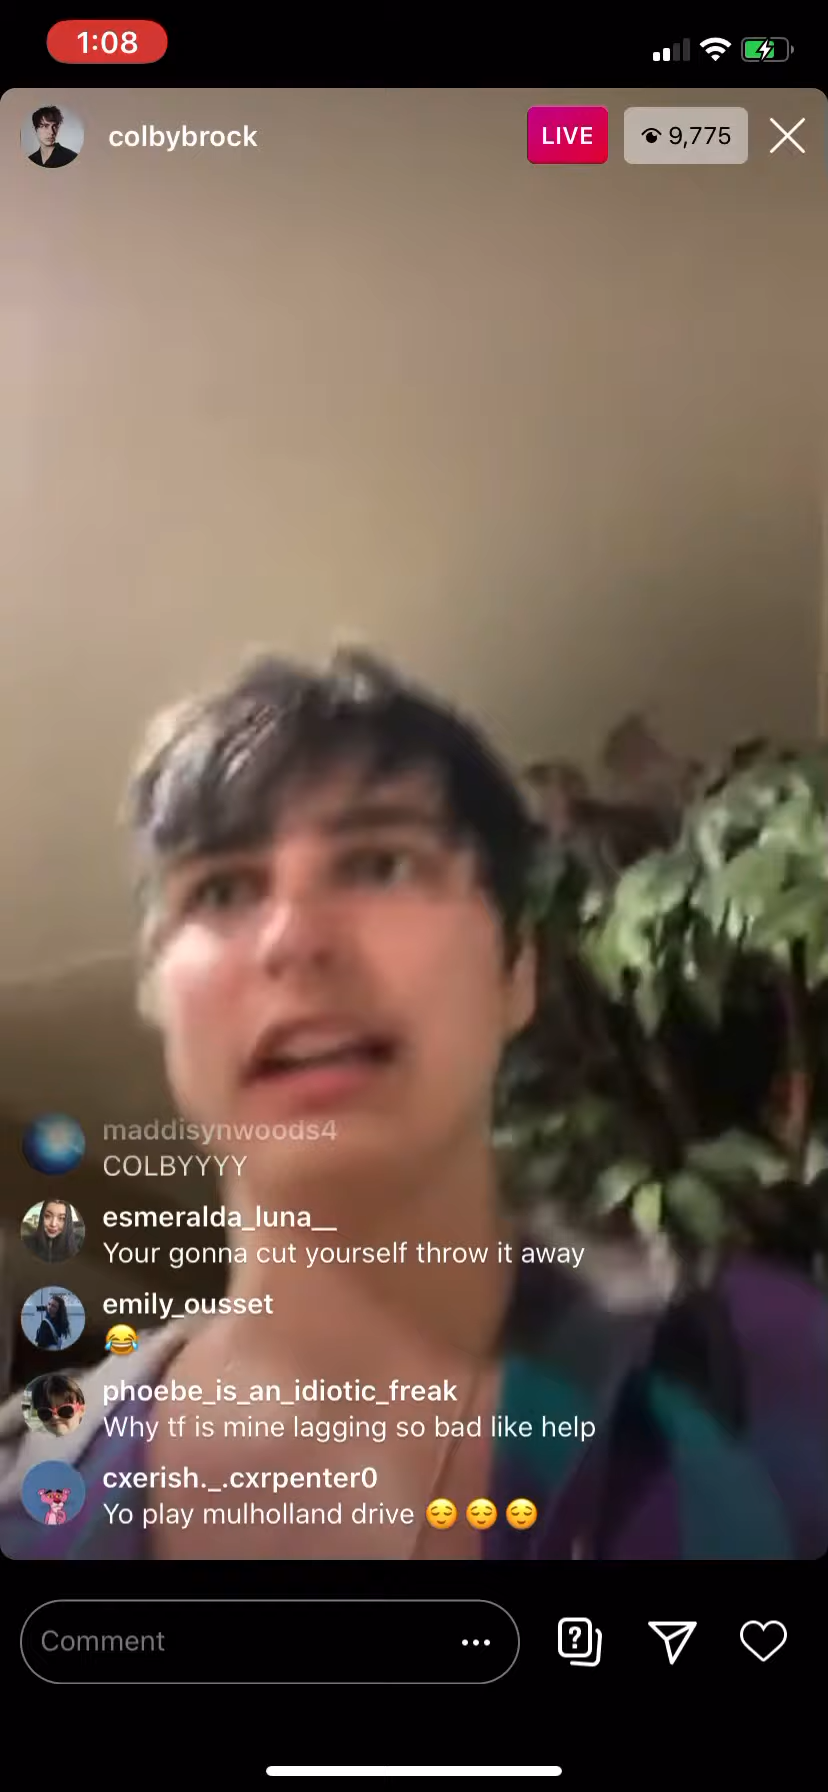 1:08
colbybrock
LIVE
9,775
maddisynwoods4
COLBYYYY
esmeralda_luna__
Your gonna cut yourself throw it away
emily_ousset
😂
phoebe_is_an_idiotic_freak
Why tf is mine lagging so bad like help
cxerish._.cxrpenter0
Yo play mulholland drive 😌😌😌
Comment